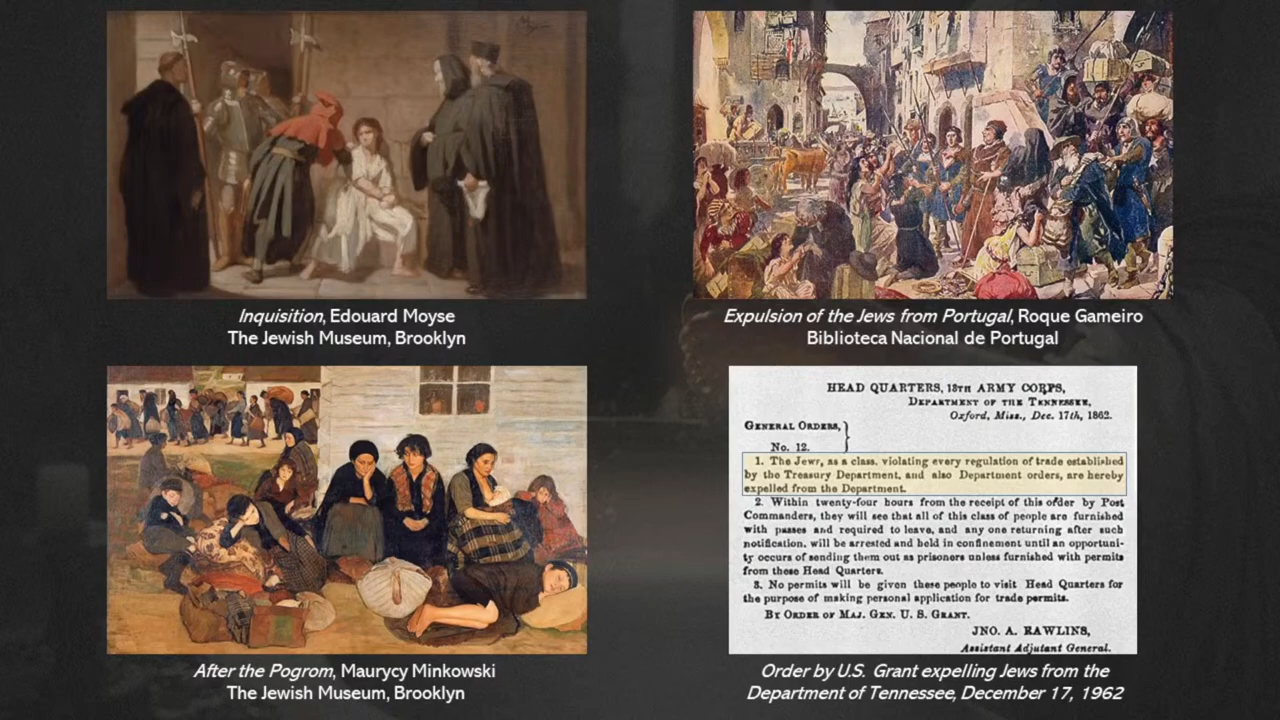 Inquisition, Edouard Moyse
The Jewish Museum, Brooklyn
Expulsion of the Jews from Portugal, Roque Gameiro
Biblioteca Nacional de Portugal
After the Pogrom, Maurycy Minkowski
The Jewish Museum, Brooklyn
HEAD QUARTERS, 13TH ARMY CORPS,
DEPARTMENT OF THE TENNESSEE,
Oxford, Miss., Dec. 17th, 1862.
GENERAL ORDERS,
No. 12.
1. The Jews, as a class, violating every regulation of trade established
by the Treasury Department, and also Department orders, are hereby
expelled from the Department.
2. Within twenty-four hours from the receipt of this order by Post
Commanders, they will see that all of this class of people are furnished
with passes and required to leave, and any one returning after such
notification, will be arrested and held in confinement until an opportuni-
ty occurs of sending them out as prisoners unless furnished with permits
from these Head Quarters.
3. No permits will be given these people to visit Head Quarters for
the purpose of making personal application for trade permits.
BY ORDER OF MAJ. GEN. U. S. GRANT.
JNO. A. RAWLINS,
Assistant Adjutant General.
Order by U.S. Grant expelling Jews from the
Department of Tennessee, December 17, 1962